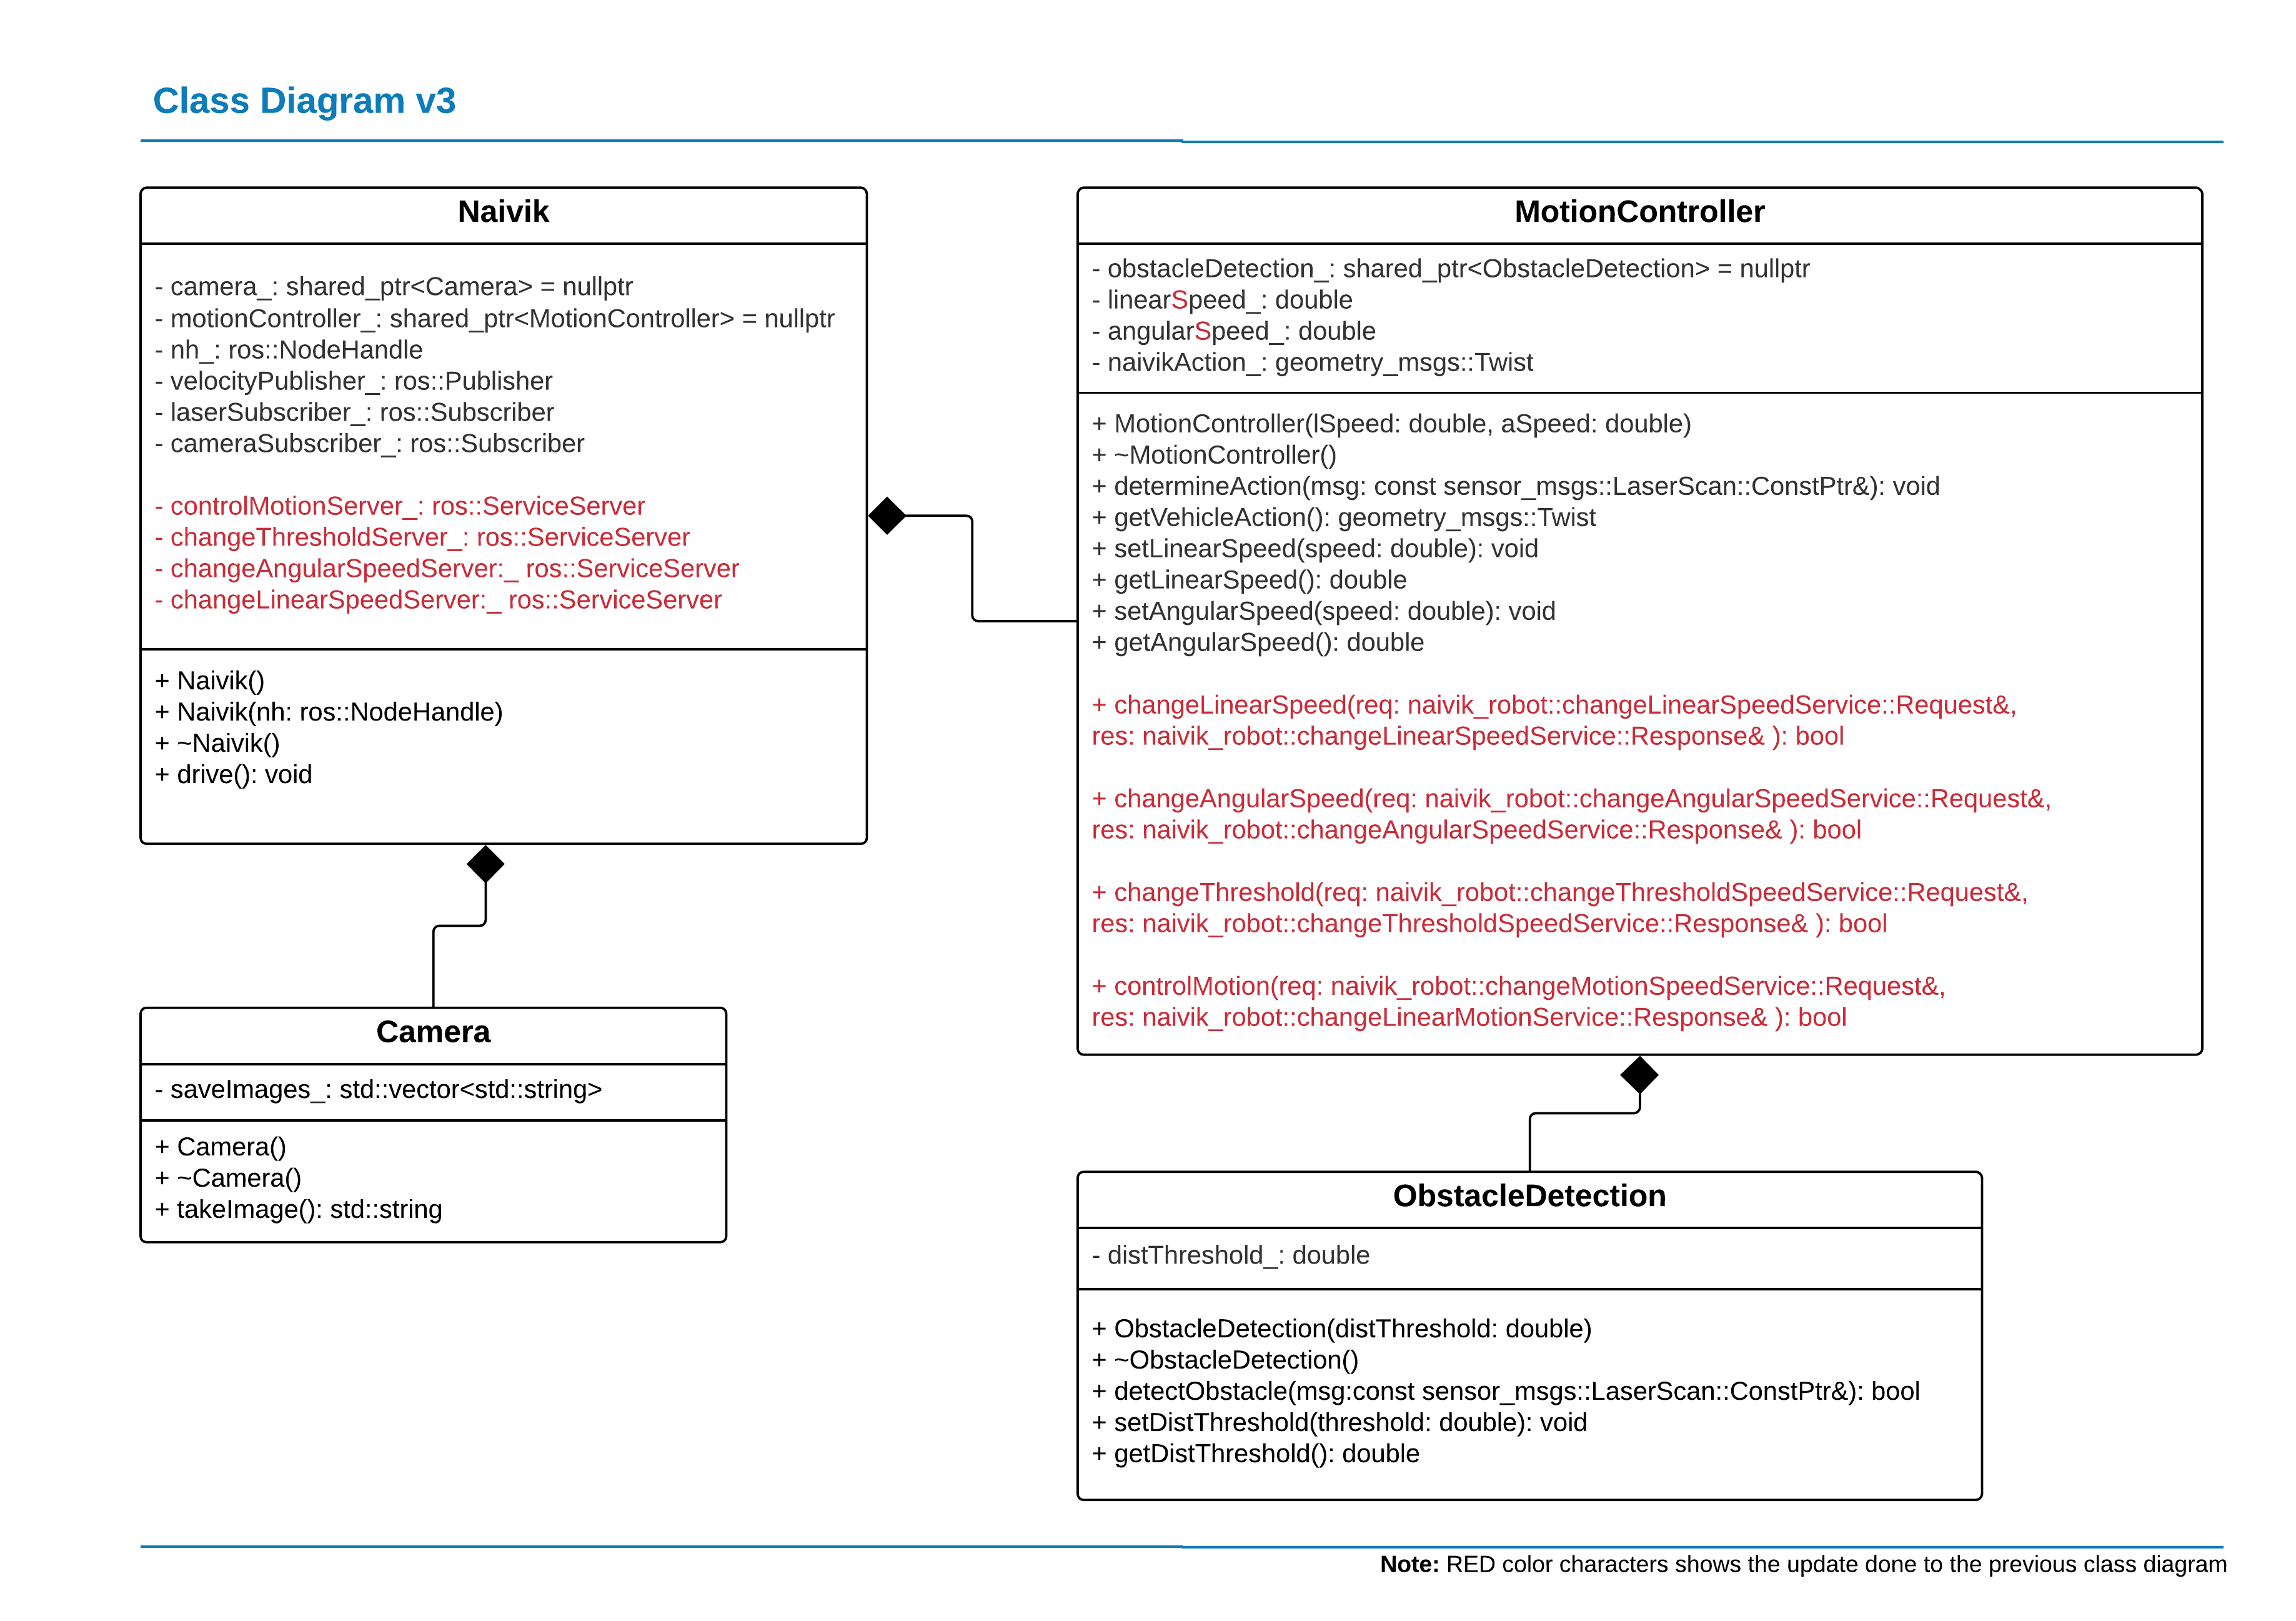 Class Diagram v3
Naivik
- camera_: shared_ptr<Camera> = nullptr
- motionController_: shared_ptr<MotionController> = nullptr
- nh_: ros::NodeHandle
- velocityPublisher_: ros::Publisher
- laserSubscriber_: ros::Subscriber
- cameraSubscriber_: ros::Subscriber
- controlMotionServer_: ros::ServiceServer
- changeThresholdServer_: ros::ServiceServer
- changeAngularSpeedServer:_ ros::ServiceServer
- changeLinearSpeedServer:_ ros::ServiceServer
+ Naivik()
+ Naivik(nh: ros::NodeHandle)
+ ~Naivik()
+ drive(): void
MotionController
- obstacleDetection_: shared_ptr<ObstacleDetection> = nullptr
- linearSpeed_: double
- angularSpeed_: double
- naivikAction_: geometry_msgs::Twist
+ MotionController(lSpeed: double, aSpeed: double)
+ ~MotionController()
+ determineAction(msg: const sensor_msgs::LaserScan::ConstPtr&): void
+ getVehicleAction(): geometry_msgs::Twist
+ setLinearSpeed(speed: double): void
+ getLinearSpeed(): double
+ setAngularSpeed(speed: double): void
+ getAngularSpeed(): double
+ changeLinearSpeed(req: naivik_robot::changeLinearSpeedService::Request&,
res: naivik_robot::changeLinearSpeedService::Response& ): bool
+ changeAngularSpeed(req: naivik_robot::changeAngularSpeedService::Request&,
res: naivik_robot::changeAngularSpeedService::Response& ): bool
+ changeThreshold(req: naivik_robot::changeThresholdSpeedService::Request&,
res: naivik_robot::changeThresholdSpeedService::Response& ): bool
+ controlMotion(req: naivik_robot::changeMotionSpeedService::Request&,
res: naivik_robot::changeLinearMotionService::Response& ): bool
Camera
- saveImages_: std::vector<std::string>
+ Camera()
+ ~Camera()
+ takeImage(): std::string
ObstacleDetection
- distThreshold_: double
+ ObstacleDetection(distThreshold: double)
+ ~ObstacleDetection()
+ detectObstacle(msg:const sensor_msgs::LaserScan::ConstPtr&): bool
+ setDistThreshold(threshold: double): void
+ getDistThreshold(): double
Note: RED color characters shows the update done to the previous class diagram